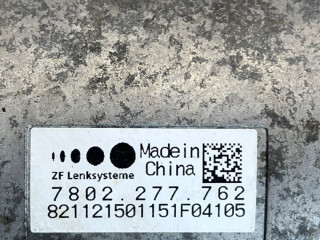 Made in
China
ZF Lenksysteme
7802.277.762
821121501151F04105